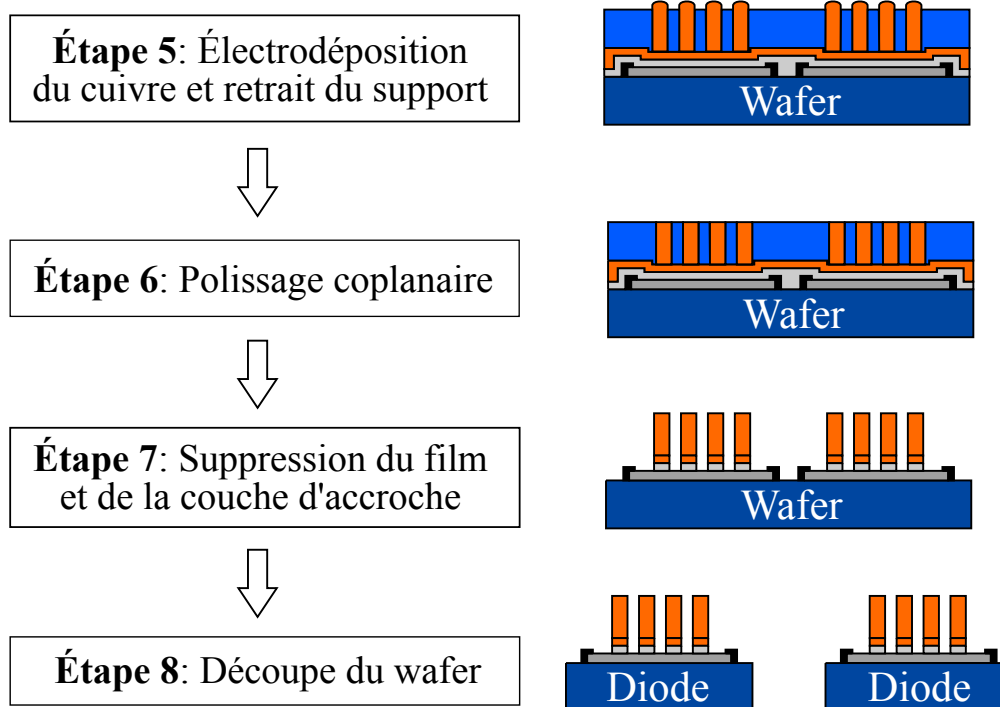 Étape 5: Électrodéposition
du cuivre et retrait du support
Wafer
Étape 6: Polissage coplanaire
Wafer
Étape 7: Suppression du film
et de la couche d'accroche
Wafer
Étape 8: Découpe du wafer
Diode
Diode